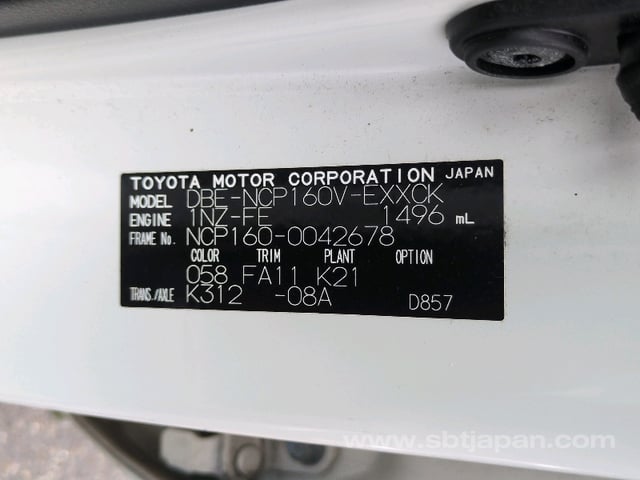 TOYOTA MOTOR CORPORATION JAPAN
MODEL DBE-NCP160V-EXXCK
ENGINE 1NZ-FE 1496 mL
FRAME No. NCP160-0042678
COLOR TRIM PLANT OPTION
058 FA11 K21
TRANS./AXLE K312 -08A D857
www.sbtjapan.com